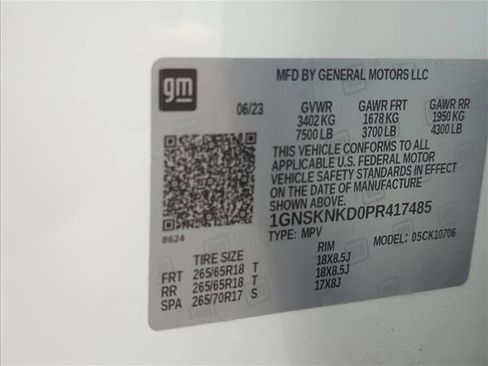 gm
MFD BY GENERAL MOTORS LLC
06/23 GVWR GAWR FRT GAWR RR
3402 KG 1678 KG 1950 KG
7500 LB 3700 LB 4300 LB
THIS VEHICLE CONFORMS TO ALL
APPLICABLE U.S. FEDERAL MOTOR
VEHICLE SAFETY STANDARDS IN
EFFECT ON THE DATE OF MANUFACTURE
SHOWN ABOVE.
1GNSKNKD0PR417485
8624 TYPE: MPV MODEL: 05CK10706
TIRE SIZE RIM
FRT 265/65R18 T 18X8.5J
RR 265/65R18 T 18X8.5J
SPA 265/70R17 S 17X8J